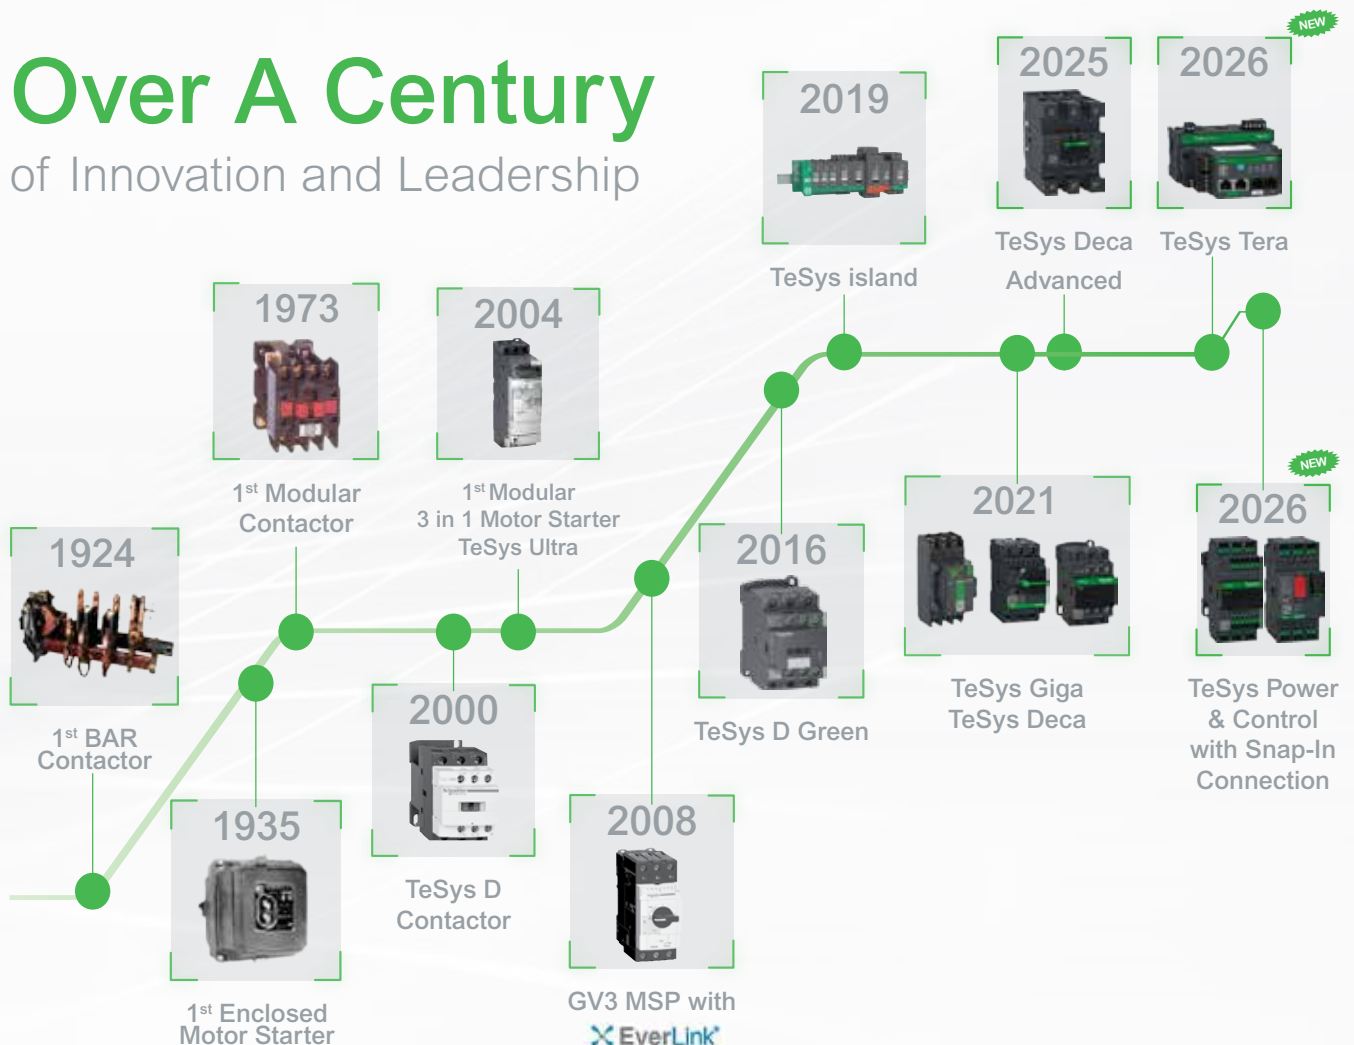 Over A Century
of Innovation and Leadership
1924
1st BAR
Contactor
1935
1st Enclosed
Motor Starter
1973
1st Modular
Contactor
2000
TeSys D
Contactor
2004
1st Modular
3 in 1 Motor Starter
TeSys Ultra
2008
GV3 MSP with
EverLink
2016
TeSys D Green
2019
TeSys island
2021
TeSys Giga
TeSys Deca
2025
TeSys Deca
Advanced
NEW
2026
TeSys Tera
NEW
2026
TeSys Power
& Control
with Snap-In
Connection